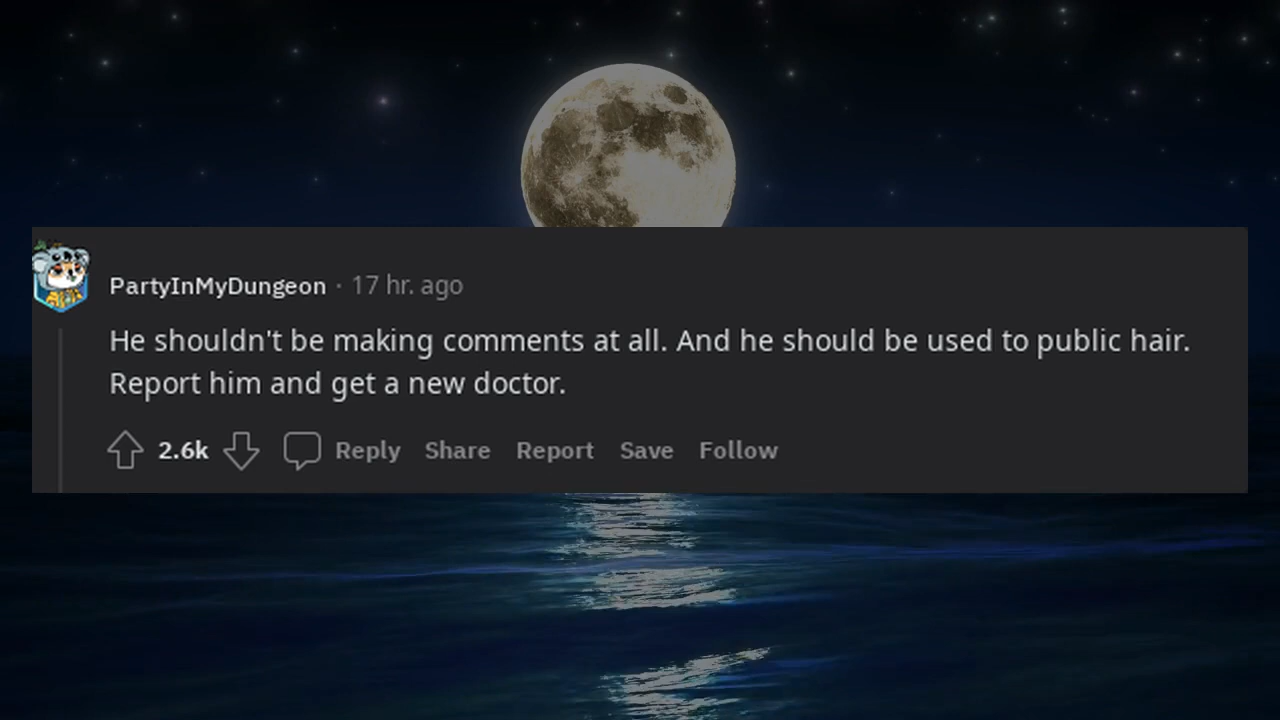 PartyInMyDungeon · 17 hr. ago
He shouldn't be making comments at all. And he should be used to public hair.
Report him and get a new doctor.
2.6k Reply Share Report Save Follow